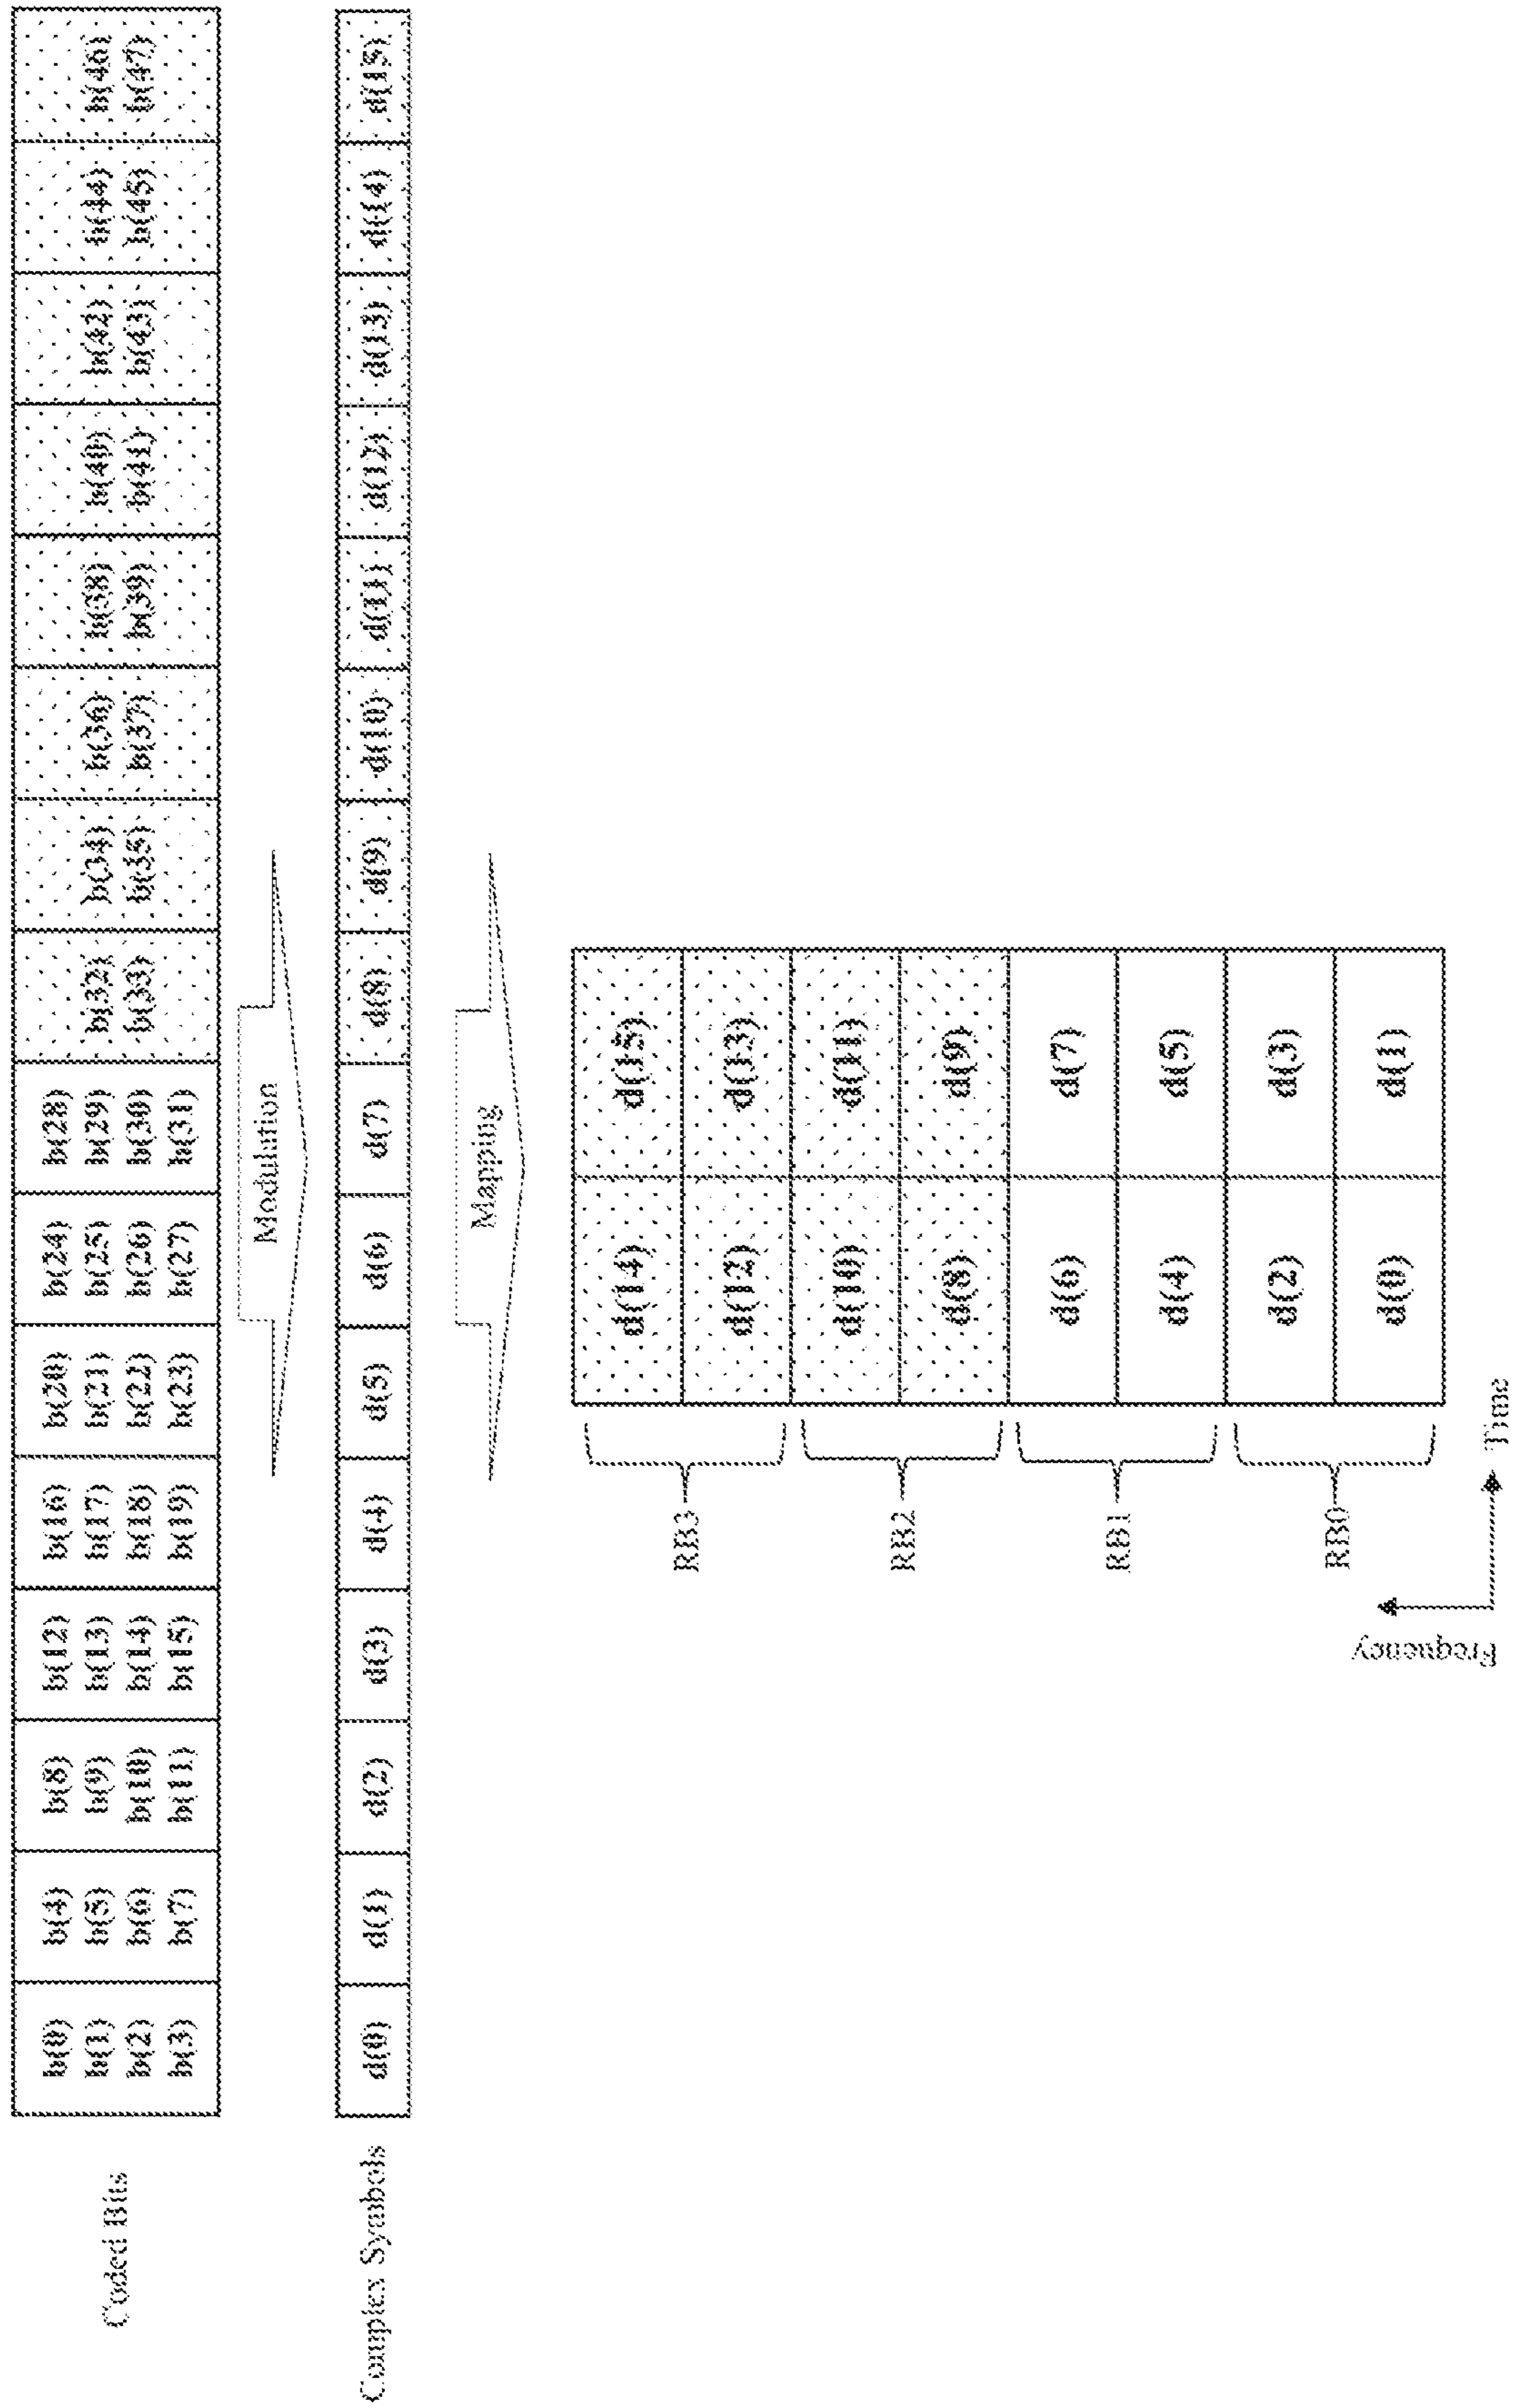 Coded Bits
b(0) b(4) b(8) b(12) b(16) b(20) b(24) b(28) b(32) b(34) b(36) b(38) b(40) b(42) b(44) b(46)
b(1) b(5) b(9) b(13) b(17) b(21) b(25) b(29) b(33) b(35) b(37) b(39) b(41) b(43) b(45) b(47)
b(2) b(6) b(10) b(14) b(18) b(22) b(26) b(30)
b(3) b(7) b(11) b(15) b(19) b(23) b(27) b(31)
Modulation
Complex Symbols
d(0) d(1) d(2) d(3) d(4) d(5) d(6) d(7) d(8) d(9) d(10) d(11) d(12) d(13) d(14) d(15)
Mapping
RB3
d(14) d(15)
d(12) d(13)
RB2
d(10) d(11)
d(8) d(9)
RB1
d(6) d(7)
d(4) d(5)
RB0
d(2) d(3)
d(0) d(1)
Frequency
Time